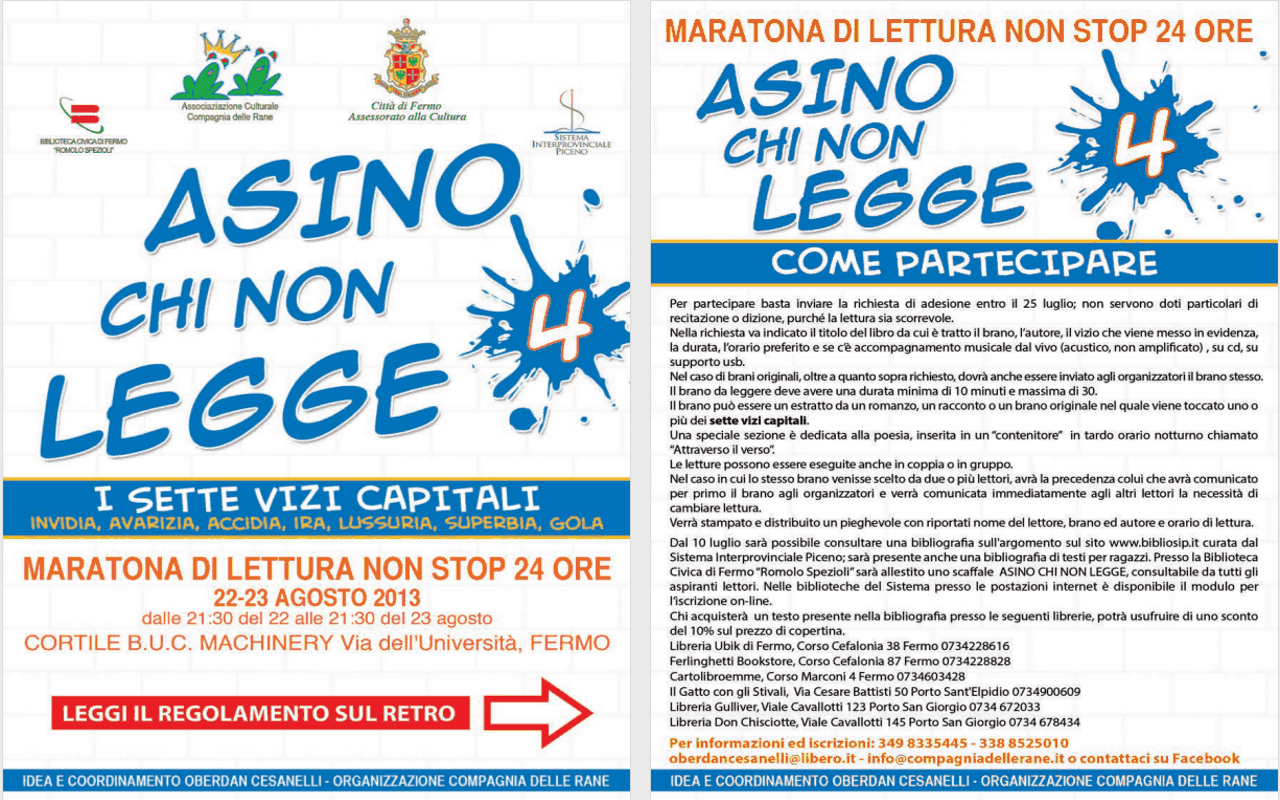 Associaziazione Culturale
Compagnia delle Rane
Città di Fermo
Assessorato alla Cultura
BIBLIOTECA CIVICA DI FERMO
"ROMOLO SPEZIOLI"
SISTEMA
INTERPROVINCIALE
PICENO
ASINO
CHI NON
LEGGE
4
I SETTE VIZI CAPITALI
INVIDIA, AVARIZIA, ACCIDIA, IRA, LUSSURIA, SUPERBIA, GOLA
MARATONA DI LETTURA NON STOP 24 ORE
22-23 AGOSTO 2013
dalle 21:30 del 22 alle 21:30 del 23 agosto
CORTILE B.U.C. MACHINERY Via dell'Università, FERMO
LEGGI IL REGOLAMENTO SUL RETRO
IDEA E COORDINAMENTO OBERDAN CESANELLI - ORGANIZZAZIONE COMPAGNIA DELLE RANE
MARATONA DI LETTURA NON STOP 24 ORE
ASINO
CHI NON
LEGGE
4
COME PARTECIPARE
Per partecipare basta inviare la richiesta di adesione entro il 25 luglio; non servono doti particolari di
recitazione o dizione, purché la lettura sia scorrevole.
Nella richiesta va indicato il titolo del libro da cui è tratto il brano, l'autore, il vizio che viene messo in evidenza,
la durata, l'orario preferito e se c'è accompagnamento musicale dal vivo (acustico, non amplificato) , su cd, su
supporto usb.
Nel caso di brani originali, oltre a quanto sopra richiesto, dovrà anche essere inviato agli organizzatori il brano stesso.
Il brano da leggere deve avere una durata minima di 10 minuti e massima di 30.
Il brano può essere un estratto da un romanzo, un racconto o un brano originale nel quale viene toccato uno o
più dei sette vizi capitali.
Una speciale sezione è dedicata alla poesia, inserita in un "contenitore" in tardo orario notturno chiamato
"Attraverso il verso".
Le letture possono essere eseguite anche in coppia o in gruppo.
Nel caso in cui lo stesso brano venisse scelto da due o più lettori, avrà la precedenza colui che avrà comunicato
per primo il brano agli organizzatori e verrà comunicata immediatamente agli altri lettori la necessità di
cambiare lettura.
Verrà stampato e distribuito un pieghevole con riportati nome del lettore, brano ed autore e orario di lettura.
Dal 10 luglio sarà possibile consultare una bibliografia sull'argomento sul sito www.bibliosip.it curata dal
Sistema Interprovinciale Piceno; sarà presente anche una bibliografia di testi per ragazzi. Presso la Biblioteca
Civica di Fermo "Romolo Spezioli" sarà allestito uno scaffale ASINO CHI NON LEGGE, consultabile da tutti gli
aspiranti lettori. Nelle biblioteche del Sistema presso le postazioni internet è disponibile il modulo per
l'iscrizione on-line.
Chi acquisterà un testo presente nella bibliografia presso le seguenti librerie, potrà usufruire di uno sconto
del 10% sul prezzo di copertina.
Libreria Ubik di Fermo, Corso Cefalonia 38 Fermo 0734228616
Ferlinghetti Bookstore, Corso Cefalonia 87 Fermo 0734228828
Cartolibroemme, Corso Marconi 4 Fermo 0734603428
Il Gatto con gli Stivali, Via Cesare Battisti 50 Porto Sant'Elpidio 0734900609
Libreria Gulliver, Viale Cavallotti 123 Porto San Giorgio 0734 672033
Libreria Don Chisciotte, Viale Cavallotti 145 Porto San Giorgio 0734 678434
Per informazioni ed iscrizioni: 349 8335445 - 338 8525010
oberdancesanelli@libero.it - info@compagniadellerane.it o contattaci su Facebook
IDEA E COORDINAMENTO OBERDAN CESANELLI - ORGANIZZAZIONE COMPAGNIA DELLE RANE